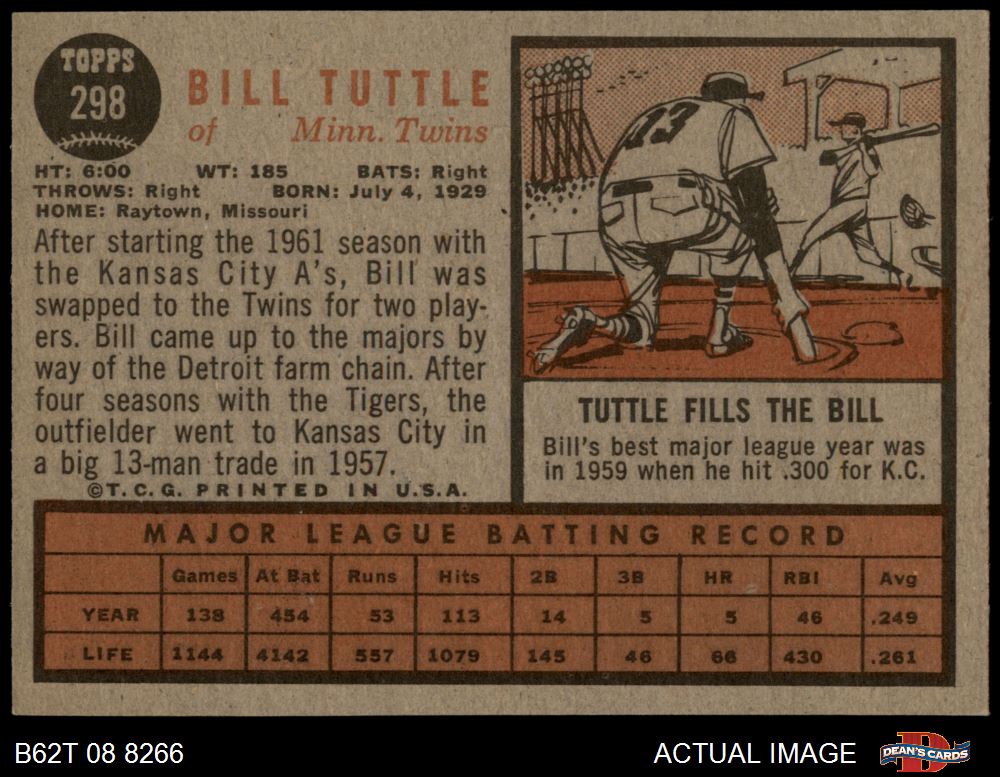 TOPPS
298
BILL TUTTLE
of Minn. Twins
HT: 6:00 WT: 185 BATS: Right
THROWS: Right BORN: July 4, 1929
HOME: Raytown, Missouri
After starting the 1961 season with
the Kansas City A's, Bill was
swapped to the Twins for two play-
ers. Bill came up to the majors by
way of the Detroit farm chain. After
four seasons with the Tigers, the
outfielder went to Kansas City in
a big 13-man trade in 1957.
©T.C.G. PRINTED IN U.S.A.
13
TUTTLE FILLS THE BILL
Bill's best major league year was
in 1959 when he hit .300 for K.C.
MAJOR LEAGUE BATTING RECORD
Games At Bat Runs Hits 2B 3B HR RBI Avg
YEAR 138 454 53 113 14 5 5 46 .249
LIFE 1144 4142 557 1079 145 46 66 430 .261
B62T 08 8266
ACTUAL IMAGE
DEAN'S CARDS